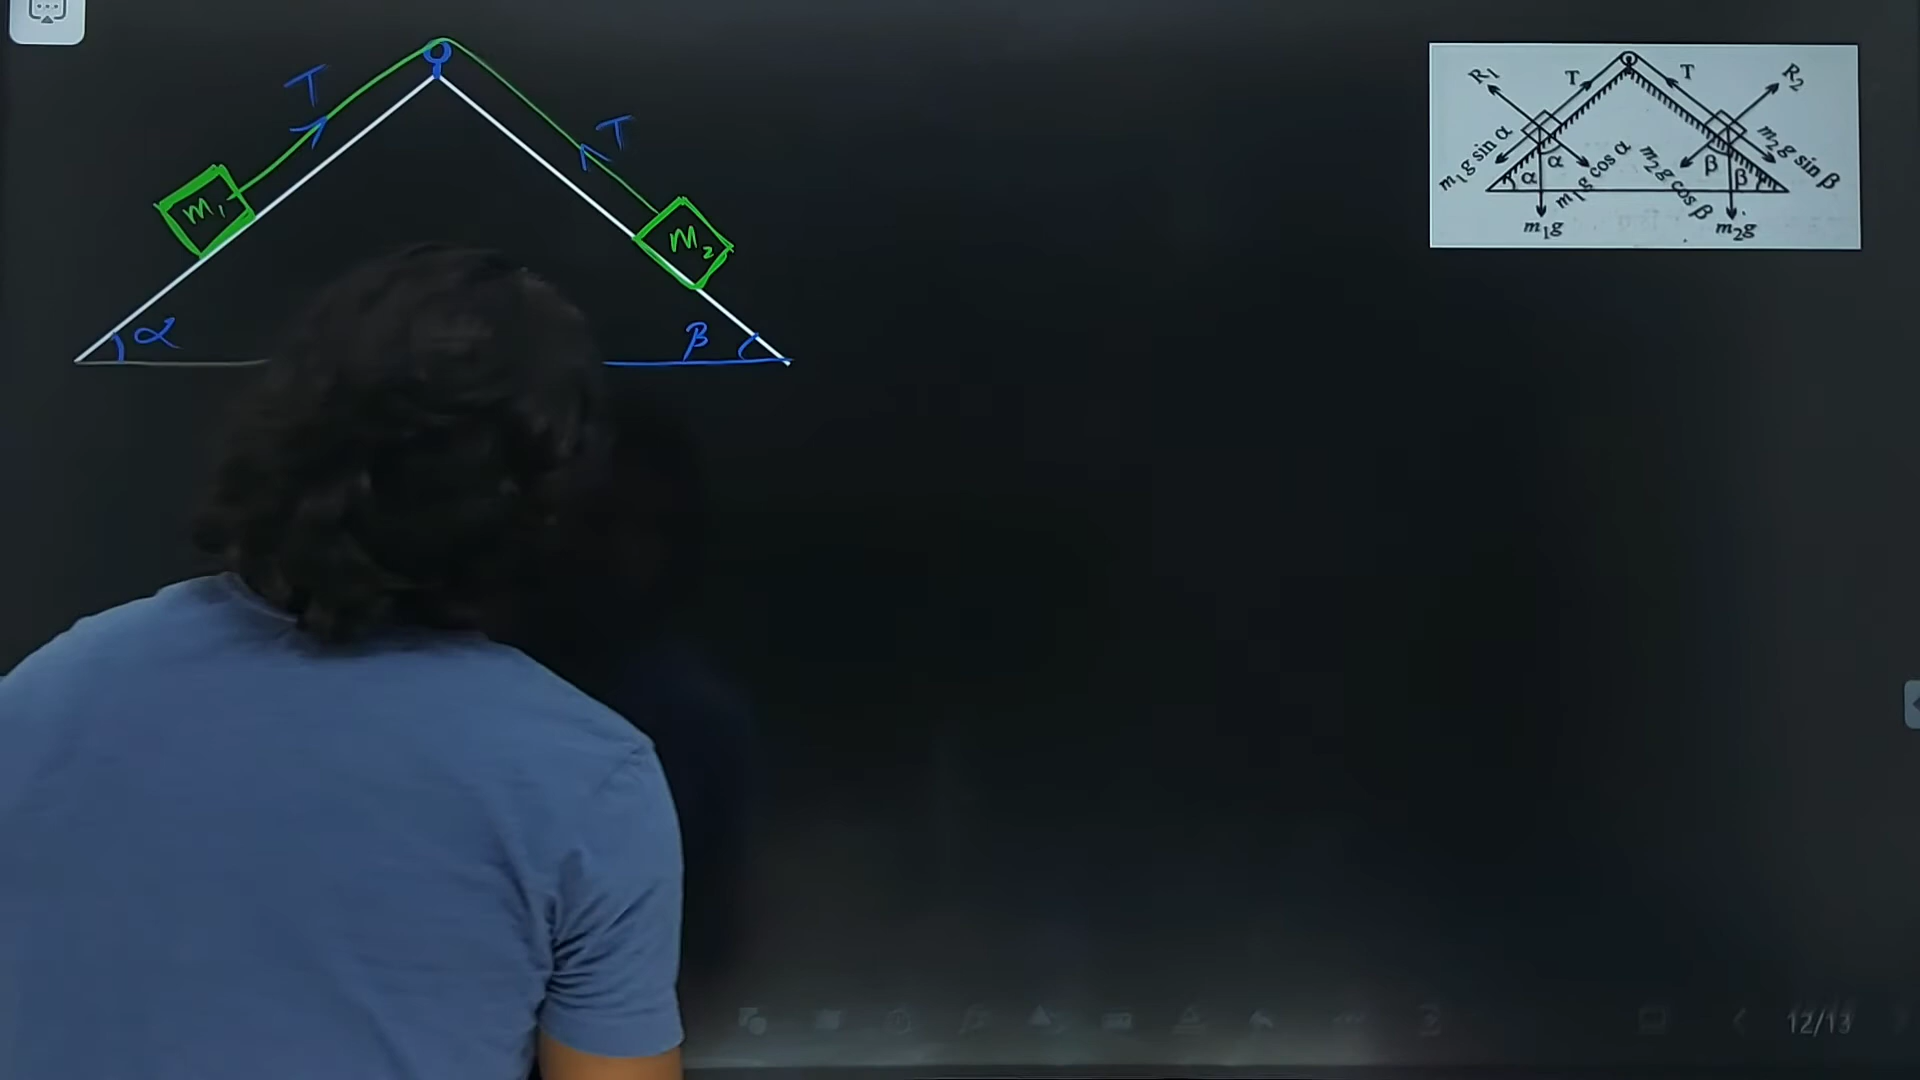 T
T
m₁
m₂
α
β
R₁
T
T
R₂
m₁g sin α
α
α
m₁g cos α
m₂g cos β
β
β
m₂g sin β
m₁g
m₂g
12/13